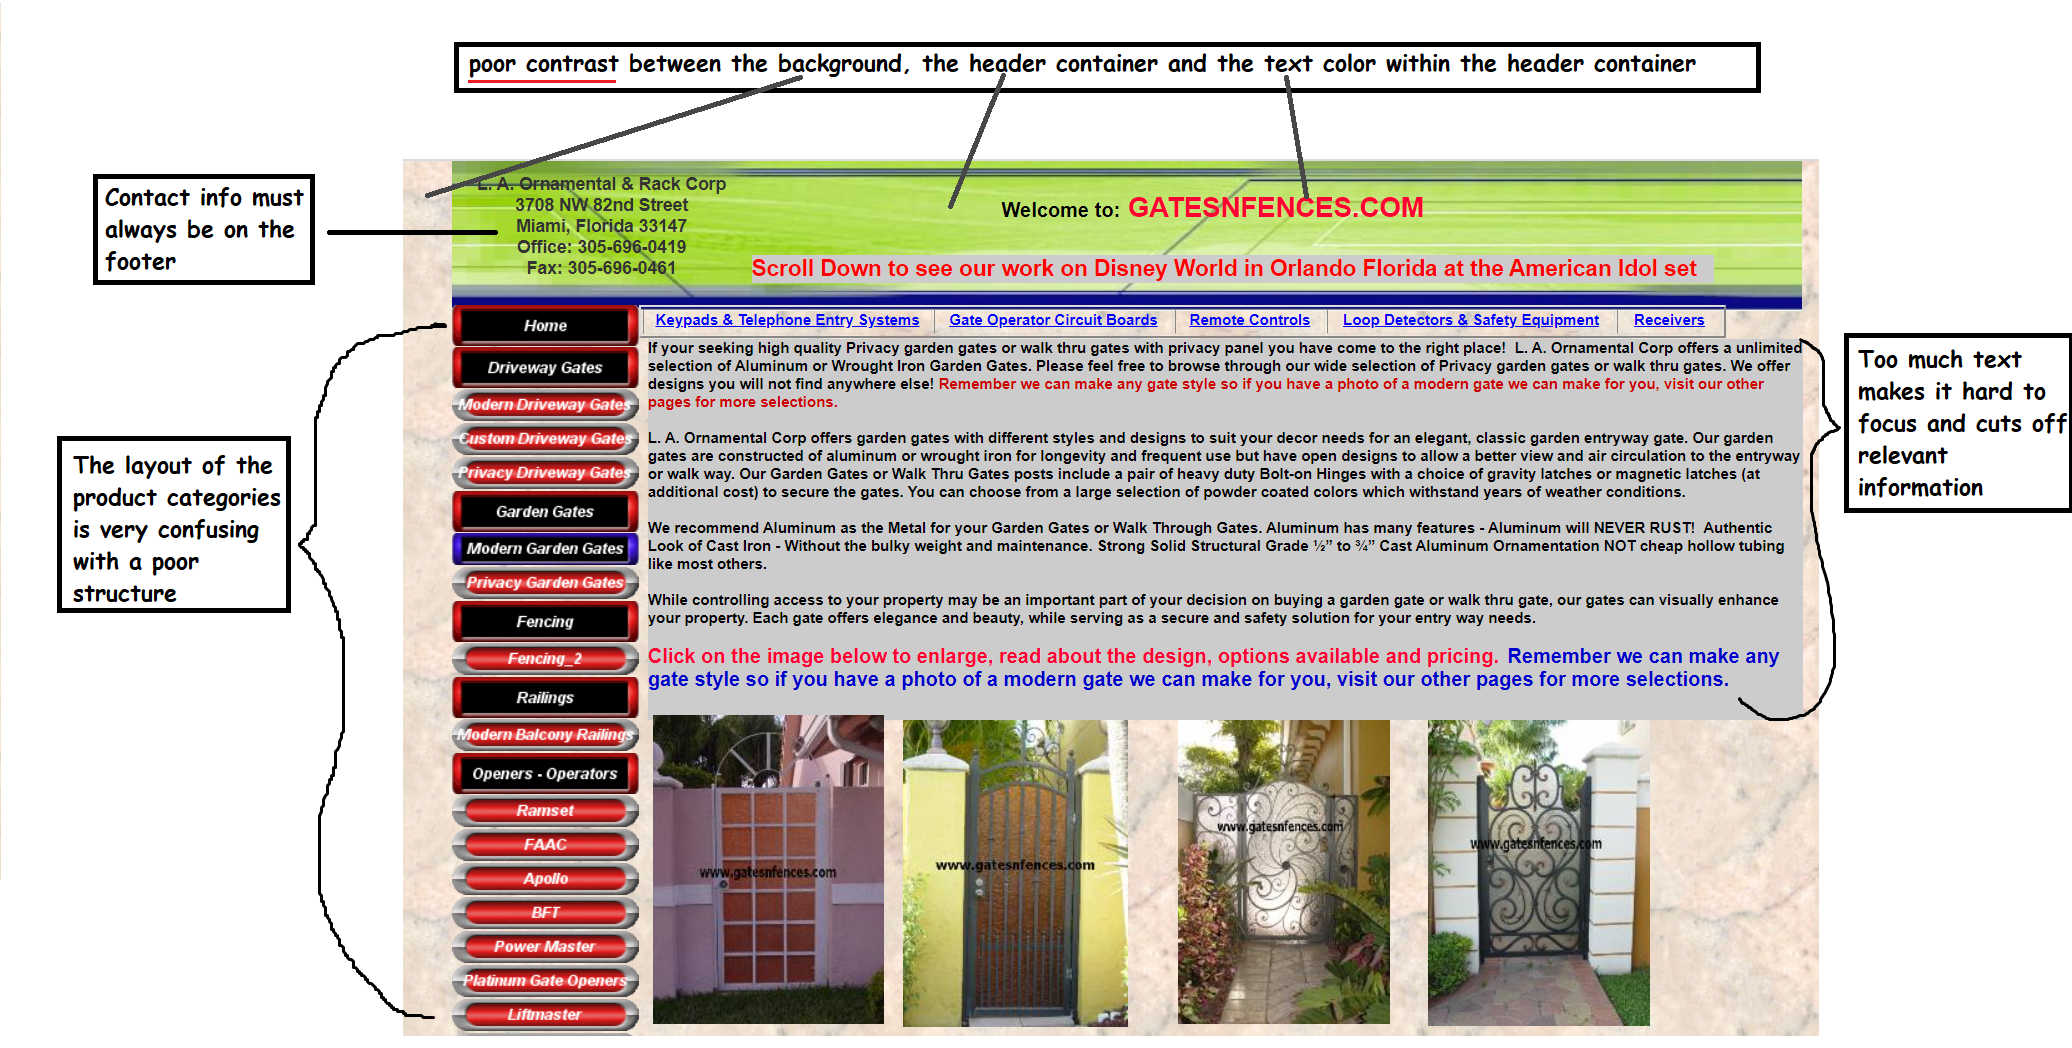 poor contrast between the background, the header container and the text color within the header container
Contact info must
always be on the
footer
L. A. Ornamental & Rack Corp
3708 NW 82nd Street
Miami, Florida 33147
Office: 305-696-0419
Fax: 305-696-0461
Welcome to: GATESNFENCES.COM
Scroll Down to see our work on Disney World in Orlando Florida at the American Idol set
The layout of the
product categories
is very confusing
with a poor
structure
Home
Driveway Gates
Modern Driveway Gates
Custom Driveway Gates
Privacy Driveway Gates
Garden Gates
Modern Garden Gates
Privacy Garden Gates
Fencing
Fencing_2
Railings
Modern Balcony Railings
Openers - Operators
Ramset
FAAC
Apollo
BFT
Power Master
Platinum Gate Openers
Liftmaster
Keypads & Telephone Entry Systems
Gate Operator Circuit Boards
Remote Controls
Loop Detectors & Safety Equipment
Receivers
If your seeking high quality Privacy garden gates or walk thru gates with privacy panel you have come to the right place!  L. A. Ornamental Corp offers a unlimited
selection of Aluminum or Wrought Iron Garden Gates. Please feel free to browse through our wide selection of Privacy garden gates or walk thru gates. We offer
designs you will not find anywhere else! Remember we can make any gate style so if you have a photo of a modern gate we can make for you, visit our other
pages for more selections.
L. A. Ornamental Corp offers garden gates with different styles and designs to suit your decor needs for an elegant, classic garden entryway gate. Our garden
gates are constructed of aluminum or wrought iron for longevity and frequent use but have open designs to allow a better view and air circulation to the entryway
or walk way. Our Garden Gates or Walk Thru Gates posts include a pair of heavy duty Bolt-on Hinges with a choice of gravity latches or magnetic latches (at
additional cost) to secure the gates. You can choose from a large selection of powder coated colors which withstand years of weather conditions.
We recommend Aluminum as the Metal for your Garden Gates or Walk Through Gates. Aluminum has many features - Aluminum will NEVER RUST!  Authentic
Look of Cast Iron - Without the bulky weight and maintenance. Strong Solid Structural Grade ½” to ¾” Cast Aluminum Ornamentation NOT cheap hollow tubing
like most others.
While controlling access to your property may be an important part of your decision on buying a garden gate or walk thru gate, our gates can visually enhance
your property. Each gate offers elegance and beauty, while serving as a secure and safety solution for your entry way needs.
Click on the image below to enlarge, read about the design, options available and pricing. Remember we can make any
gate style so if you have a photo of a modern gate we can make for you, visit our other pages for more selections.
www.gatesnfences.com
www.gatesnfences.com
www.gatesnfences.com
www.gatesnfences.com
Too much text
makes it hard to
focus and cuts off
relevant
information